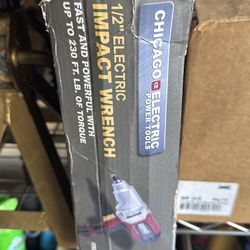 CHICAGO CE ELECTRIC
POWER TOOLS
1/2" ELECTRIC
IMPACT WRENCH
FAST AND POWERFUL WITH
UP TO 230 FT. LB. OF TORQUE